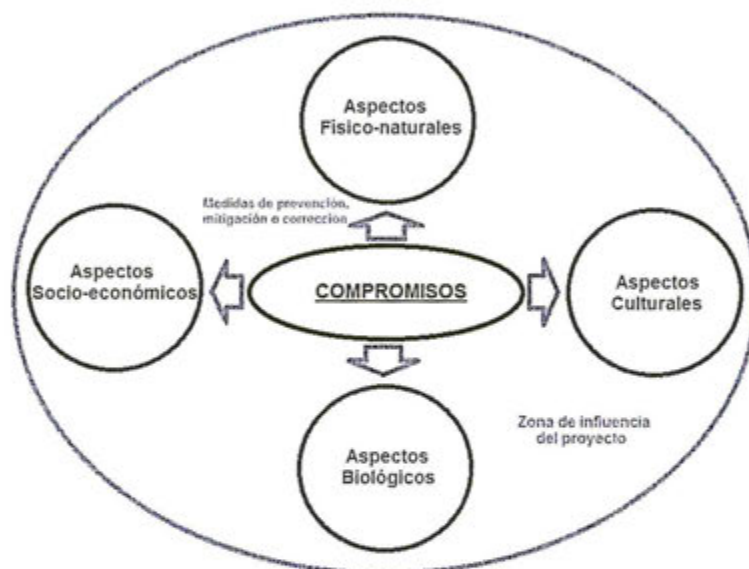 Aspectos
Fisico-naturales
Medidas de prevención,
mitigación o corrección
Aspectos
Socio-económicos
COMPROMISOS
Aspectos
Culturales
Zona de influencia
del proyecto
Aspectos
Biológicos